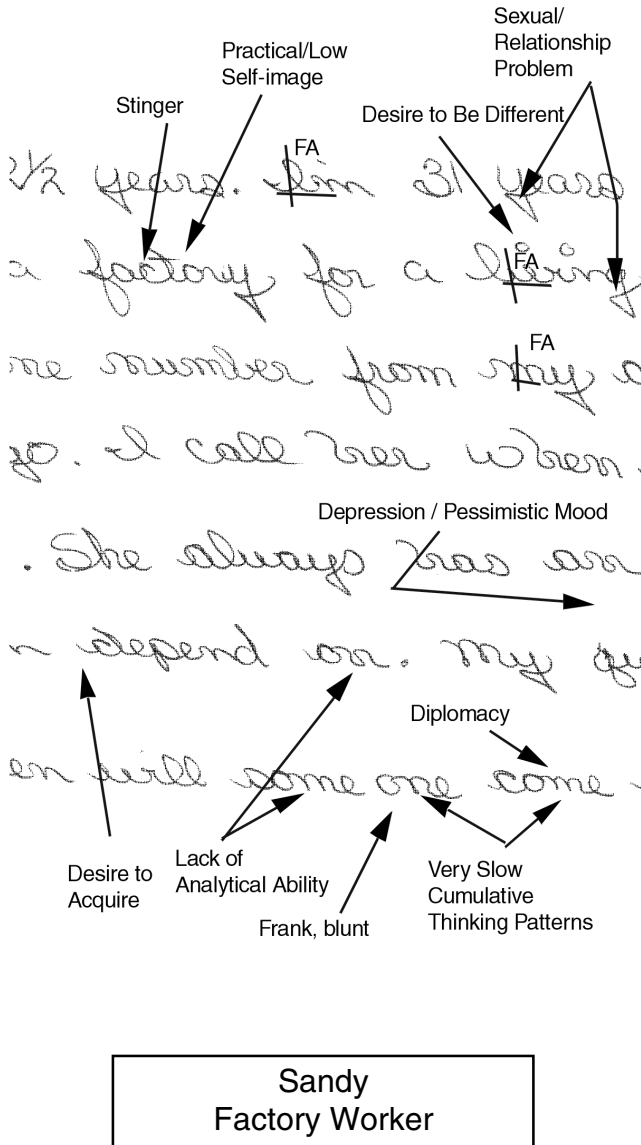 Sexual/
Relationship
Problem
Practical/Low
Self-image
Stinger
Desire to Be Different
FA
2 1/2 years. I'm 31 years
FA
a factory for a living
FA
me number from my
go. I call her when
Depression / Pessimistic Mood
. She always has an
depend on. My
Diplomacy
en will some one come
Desire to
Acquire
Lack of
Analytical Ability
Very Slow
Cumulative
Thinking Patterns
Frank, blunt
Sandy
Factory Worker